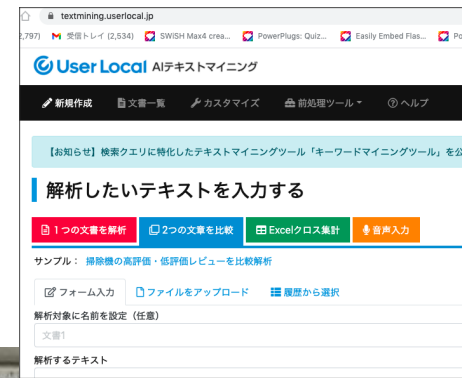 textmining.userlocal.jp
2,797) 受信トレイ (2,534) SWiSH Max4 crea... PowerPlugs: Quiz... Easily Embed Flas... Po
User Local AIテキストマイニング
新規作成 文書一覧 カスタマイズ 前処理ツール ヘルプ
【お知らせ】検索クエリに特化したテキストマイニングツール「キーワードマイニングツール」を公
解析したいテキストを入力する
1つの文書を解析 2つの文章を比較 Excelクロス集計 音声入力
サンプル： 掃除機の高評価・低評価レビューを比較解析
フォーム入力 ファイルをアップロード 履歴から選択
解析対象に名前を設定（任意）
文書1
解析するテキスト